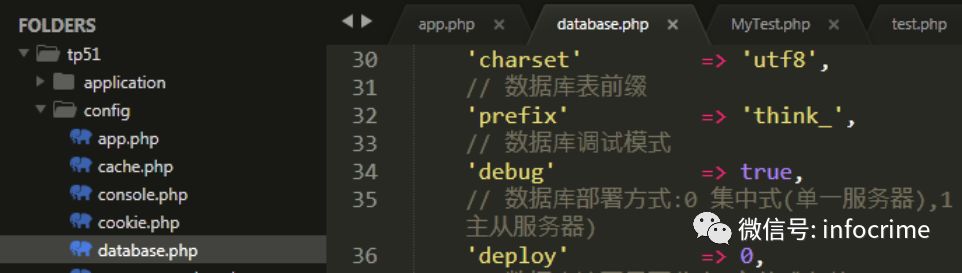 FOLDERS
tp51
application
config
app.php
cache.php
console.php
cookie.php
database.php
app.php × database.php × MyTest.php × test.php
30 'charset' => 'utf8',
31 // 数据库表前缀
32 'prefix' => 'think_',
33 // 数据库调试模式
34 'debug' => true,
35 // 数据库部署方式:0 集中式(单一服务器),1
主从服务器)
36 'deploy' => 0,
微信号: infocrime